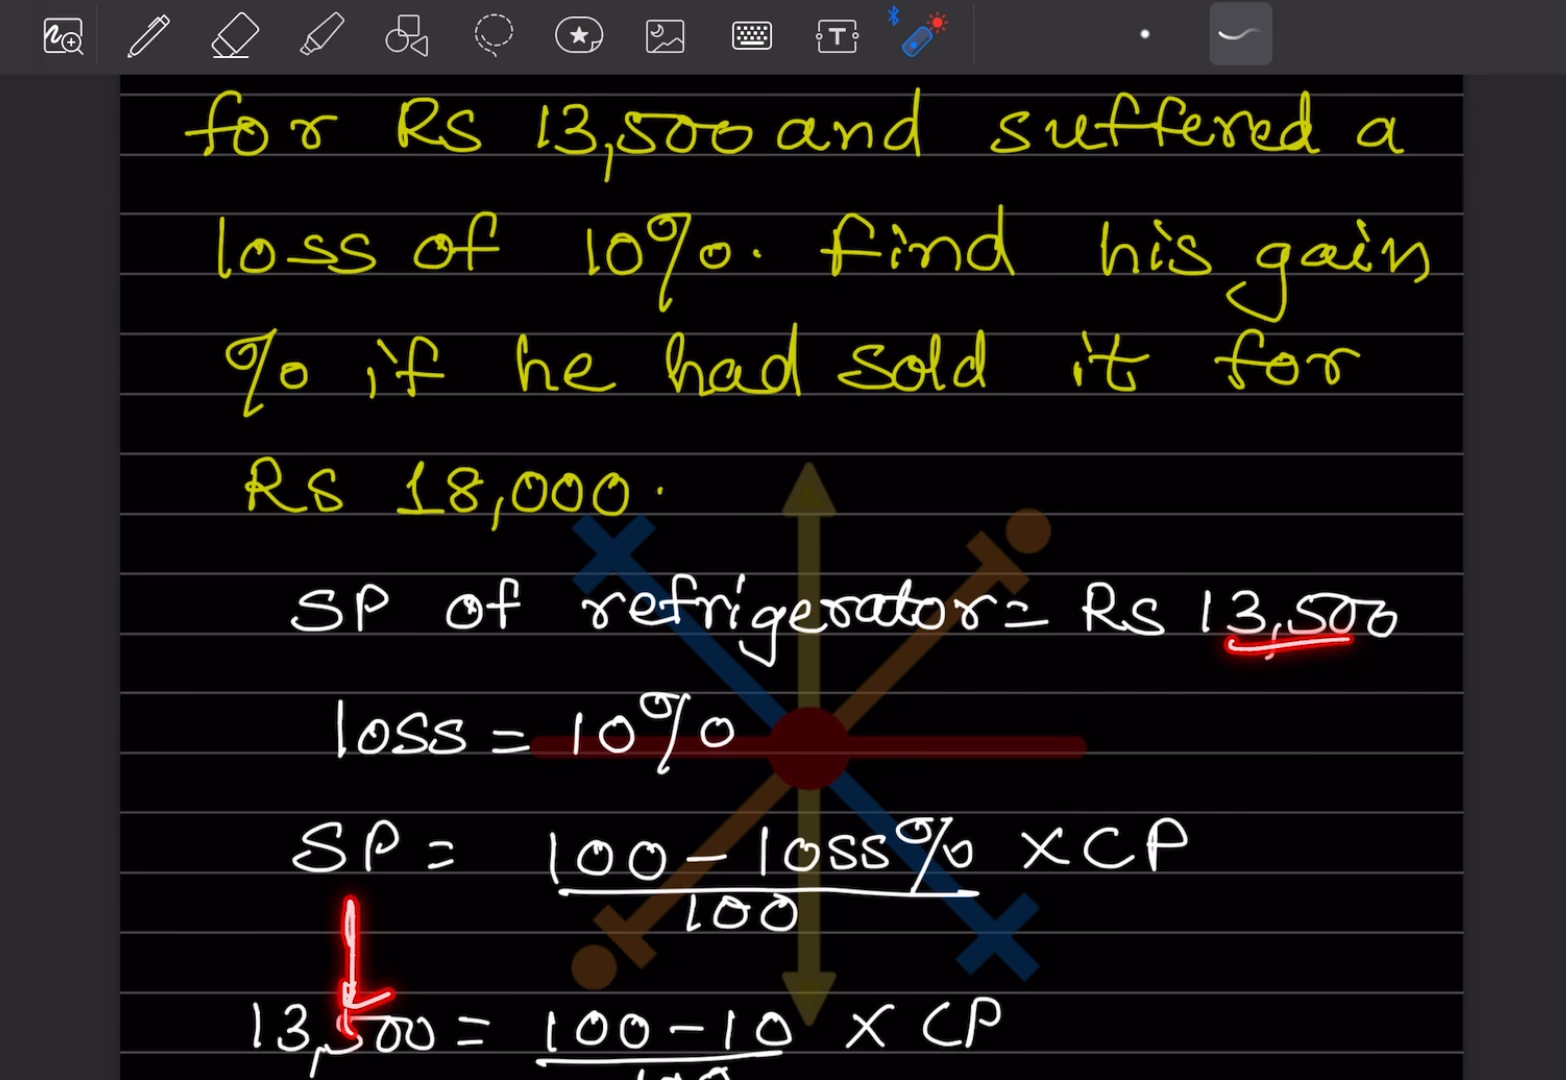 for Rs 13,500 and suffered a
loss of 10%. find his gain
% if he had sold it for
Rs 18,000.
SP of refrigerator = Rs 13,500
loss = 10%
SP = 100 - loss% × CP
100
13,500 = 100 - 10 × CP
100